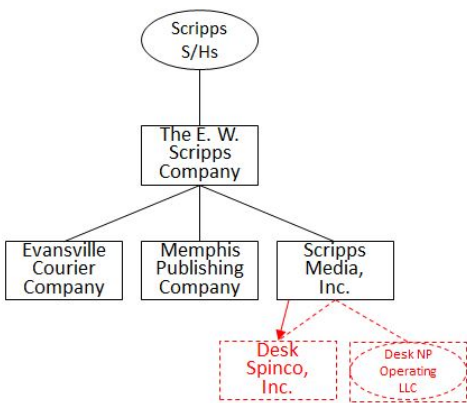 Scripps
S/Hs
The E. W.
Scripps
Company
Evansville
Courier
Company
Memphis
Publishing
Company
Scripps
Media,
Inc.
Desk
Spinco,
Inc.
Desk NP
Operating
LLC